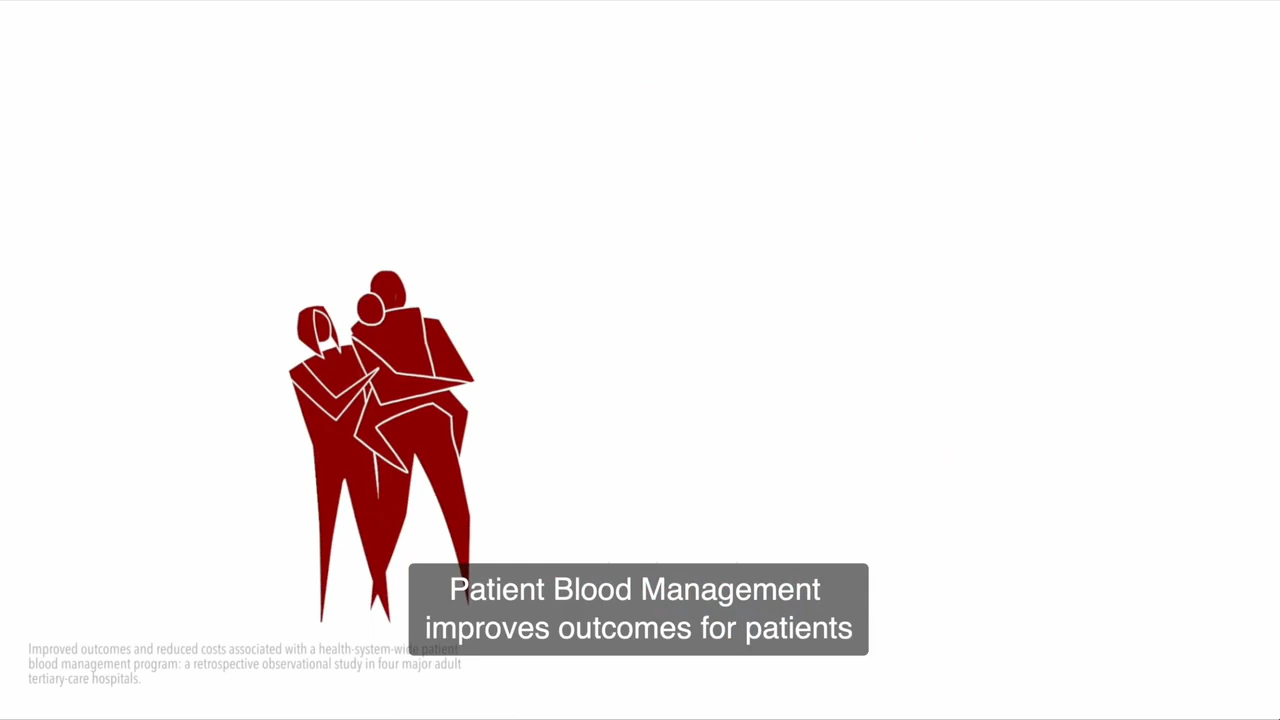 Patient Blood Management
improves outcomes for patients
Improved outcomes and reduced costs associated with a health-system-wide patient
blood management program: a retrospective observational study in four major adult
tertiary-care hospitals.